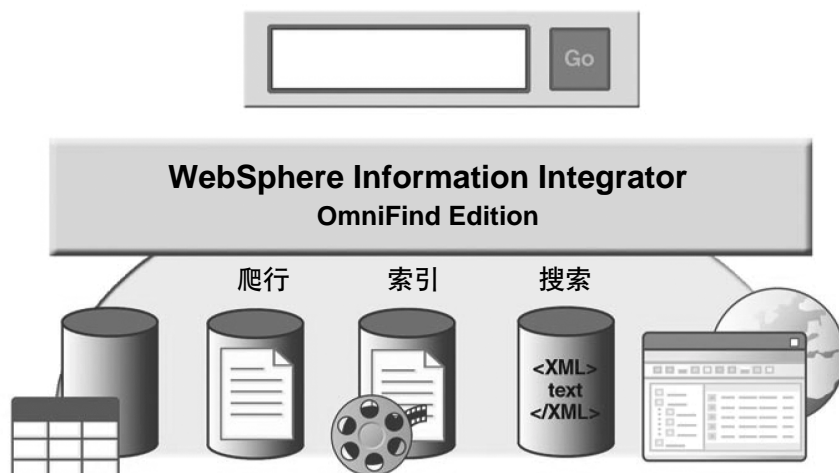 Go
WebSphere Information Integrator
OmniFind Edition
爬行 索引 搜索
<XML>
text
</XML>